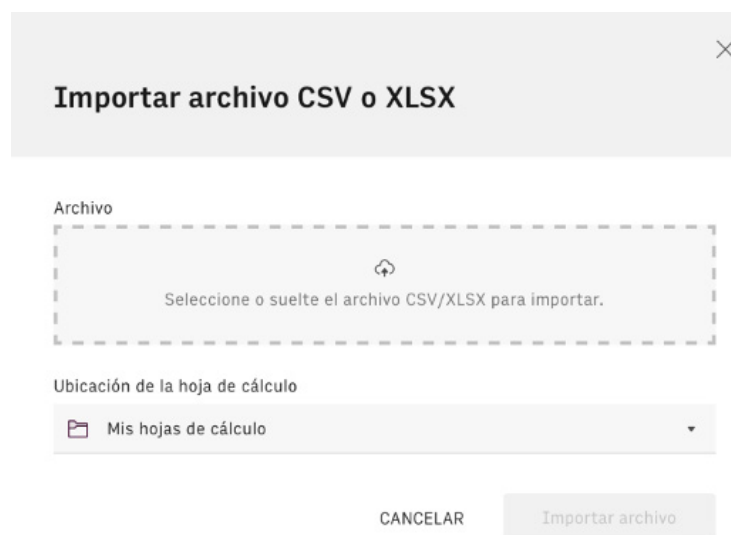 Importar archivo CSV o XLSX
Archivo
Seleccione o suelte el archivo CSV/XLSX para importar.
Ubicación de la hoja de cálculo
Mis hojas de cálculo
CANCELAR
Importar archivo